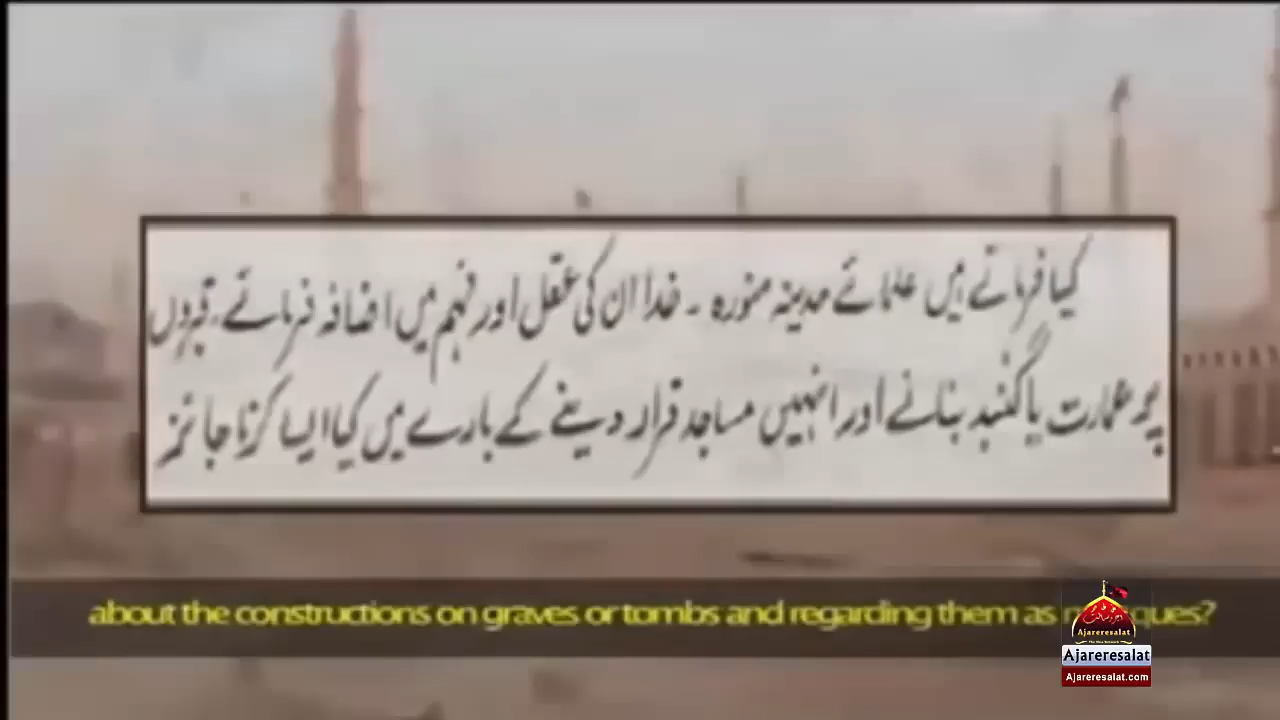 کیا فرماتے ہیں علمائے مدینہ منورہ ۔ خدا ان کی عقل اور فہم میں اضافہ فرمائے، قبروں
پر عمارت یا گنبد بنانے اور انہیں مساجد قرار دینے کے بارے میں کیا ایسا کرنا جائز
about the constructions on graves or tombs and regarding them as
Ajareresalat
Ajareresalat
Ajareresalat.com